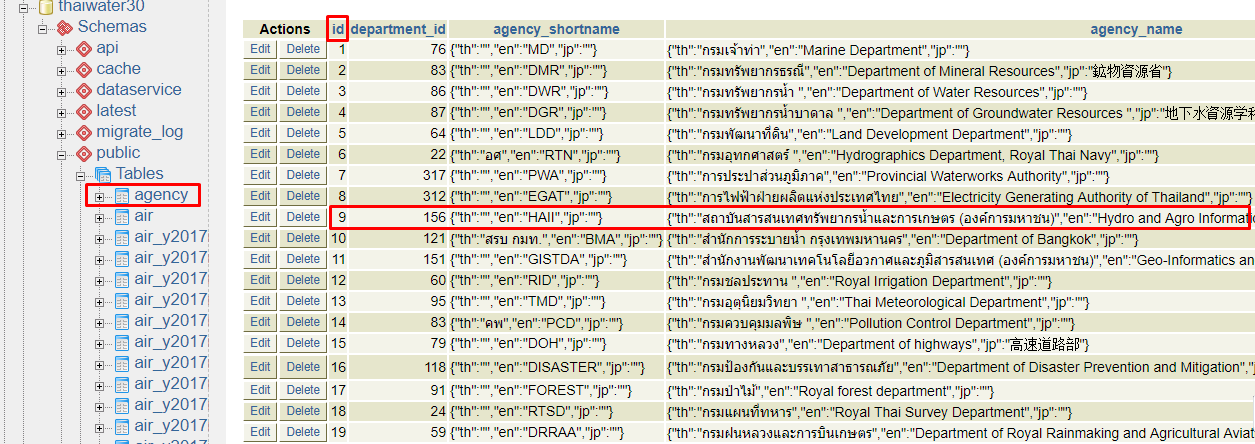 thaiwater30
Schemas
api
cache
dataservice
latest
migrate_log
public
Tables
agency
air
air_y2017
air_y2017
air_y2017
air_y2017
air_y2017
air_y2017
air_y2017
air_y2017
air_y2017
air_y2017
Actions id department_id agency_shortname agency_name
Edit Delete 1 76 {"th":"","en":"MD","jp":""} {"th":"กรมเจ้าท่า","en":"Marine Department","jp":""}
Edit Delete 2 83 {"th":"","en":"DMR","jp":""} {"th":"กรมทรัพยากรธรณี","en":"Department of Mineral Resources","jp":"鉱物資源省"}
Edit Delete 3 86 {"th":"","en":"DWR","jp":""} {"th":"กรมทรัพยากรน้ำ ","en":"Department of Water Resources","jp":""}
Edit Delete 4 87 {"th":"","en":"DGR","jp":""} {"th":"กรมทรัพยากรน้ำบาดาล ","en":"Department of Groundwater Resources ","jp":"地下水資源学科
Edit Delete 5 64 {"th":"","en":"LDD","jp":""} {"th":"กรมพัฒนาที่ดิน","en":"Land Development Department","jp":""}
Edit Delete 6 22 {"th":"อศ","en":"RTN","jp":""} {"th":"กรมอุทกศาสตร์ ","en":"Hydrographics Department, Royal Thai Navy","jp":""}
Edit Delete 7 317 {"th":"","en":"PWA","jp":""} {"th":"การประปาส่วนภูมิภาค","en":"Provincial Waterworks Authority","jp":""}
Edit Delete 8 312 {"th":"","en":"EGAT","jp":""} {"th":"การไฟฟ้าฝ่ายผลิตแห่งประเทศไทย","en":"Electricity Generating Authority of Thailand","jp":""}
Edit Delete 9 156 {"th":"","en":"HAII","jp":""} {"th":"สถาบันสารสนเทศทรัพยากรน้ำและการเกษตร (องค์การมหาชน)","en":"Hydro and Agro Informati
Edit Delete 10 121 {"th":"สรบ กมท.","en":"BMA","jp":""} {"th":"สำนักการระบายน้ำ กรุงเทพมหานคร","en":"Department of Bangkok","jp":""}
Edit Delete 11 151 {"th":"","en":"GISTDA","jp":""} {"th":"สำนักงานพัฒนาเทคโนโลยีอวกาศและภูมิสารสนเทศ (องค์การมหาชน)","en":"Geo-Informatics an
Edit Delete 12 60 {"th":"","en":"RID","jp":""} {"th":"กรมชลประทาน ","en":"Royal Irrigation Department","jp":""}
Edit Delete 13 95 {"th":"","en":"TMD","jp":""} {"th":"กรมอุตุนิยมวิทยา ","en":"Thai Meteorological Department","jp":""}
Edit Delete 14 83 {"th":"คพ","en":"PCD","jp":""} {"th":"กรมควบคุมมลพิษ ","en":"Pollution Control Department","jp":""}
Edit Delete 15 79 {"th":"","en":"DOH","jp":""} {"th":"กรมทางหลวง","en":"Department of highways","jp":"高速道路部"}
Edit Delete 16 118 {"th":"","en":"DISASTER","jp":""} {"th":"กรมป้องกันและบรรเทาสาธารณภัย","en":"Department of Disaster Prevention and Mitigation","j
Edit Delete 17 91 {"th":"","en":"FOREST","jp":""} {"th":"กรมป่าไม้","en":"Royal forest department","jp":""}
Edit Delete 18 24 {"th":"","en":"RTSD","jp":""} {"th":"กรมแผนที่ทหาร","en":"Royal Thai Survey Department","jp":""}
Edit Delete 19 59 {"th":"","en":"DRRAA","jp":""} {"th":"กรมฝนหลวงและการบินเกษตร","en":"Department of Royal Rainmaking and Agricultural Aviat